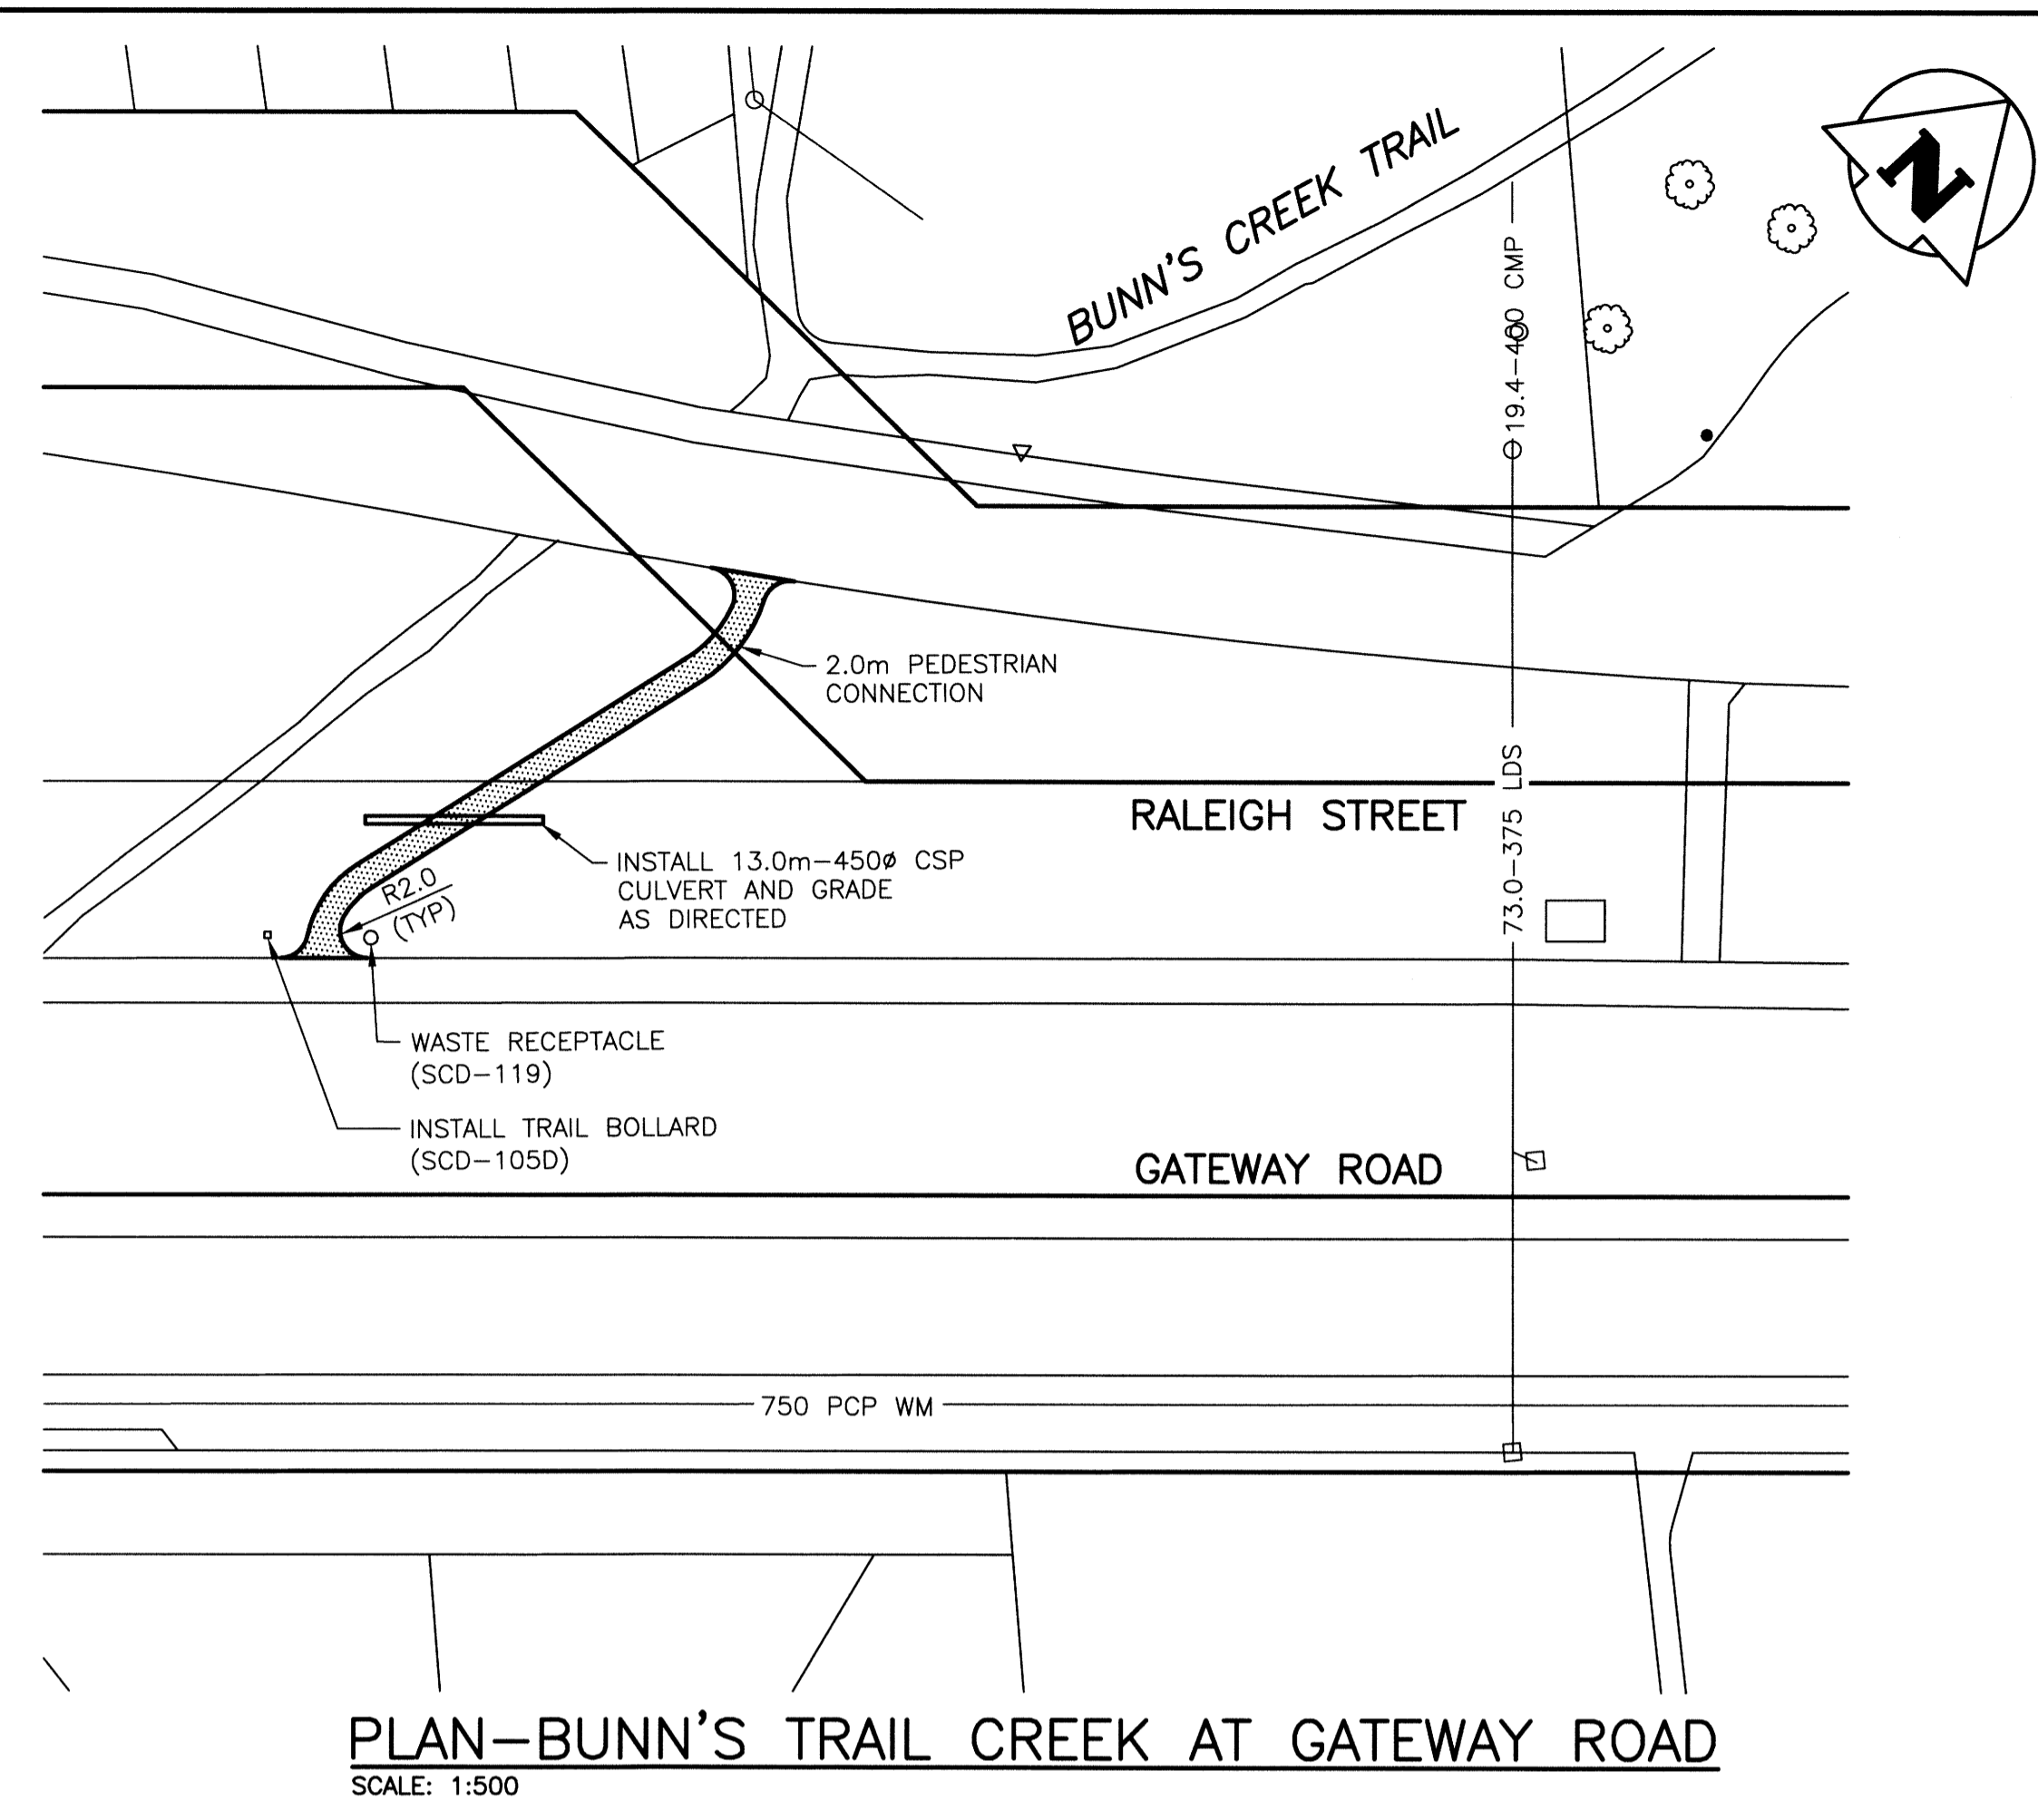 BUNN'S CREEK TRAIL
N
19.4-400 CMP
2.0m PEDESTRIAN
CONNECTION
RALEIGH STREET
73.0-375 LDS
INSTALL 13.0m-450ø CSP
CULVERT AND GRADE
AS DIRECTED
R2.0
(TYP)
WASTE RECEPTACLE
(SCD-119)
INSTALL TRAIL BOLLARD
(SCD-105D)
GATEWAY ROAD
750 PCP WM
PLAN-BUNN'S TRAIL CREEK AT GATEWAY ROAD
SCALE: 1:500